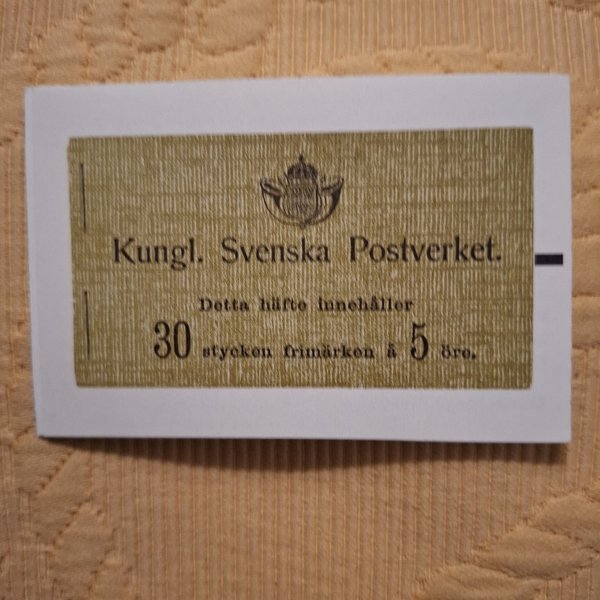 Kungl. Svenska Postverket.
Detta häfte innehåller
30 stycken frimärken å 5 öre.